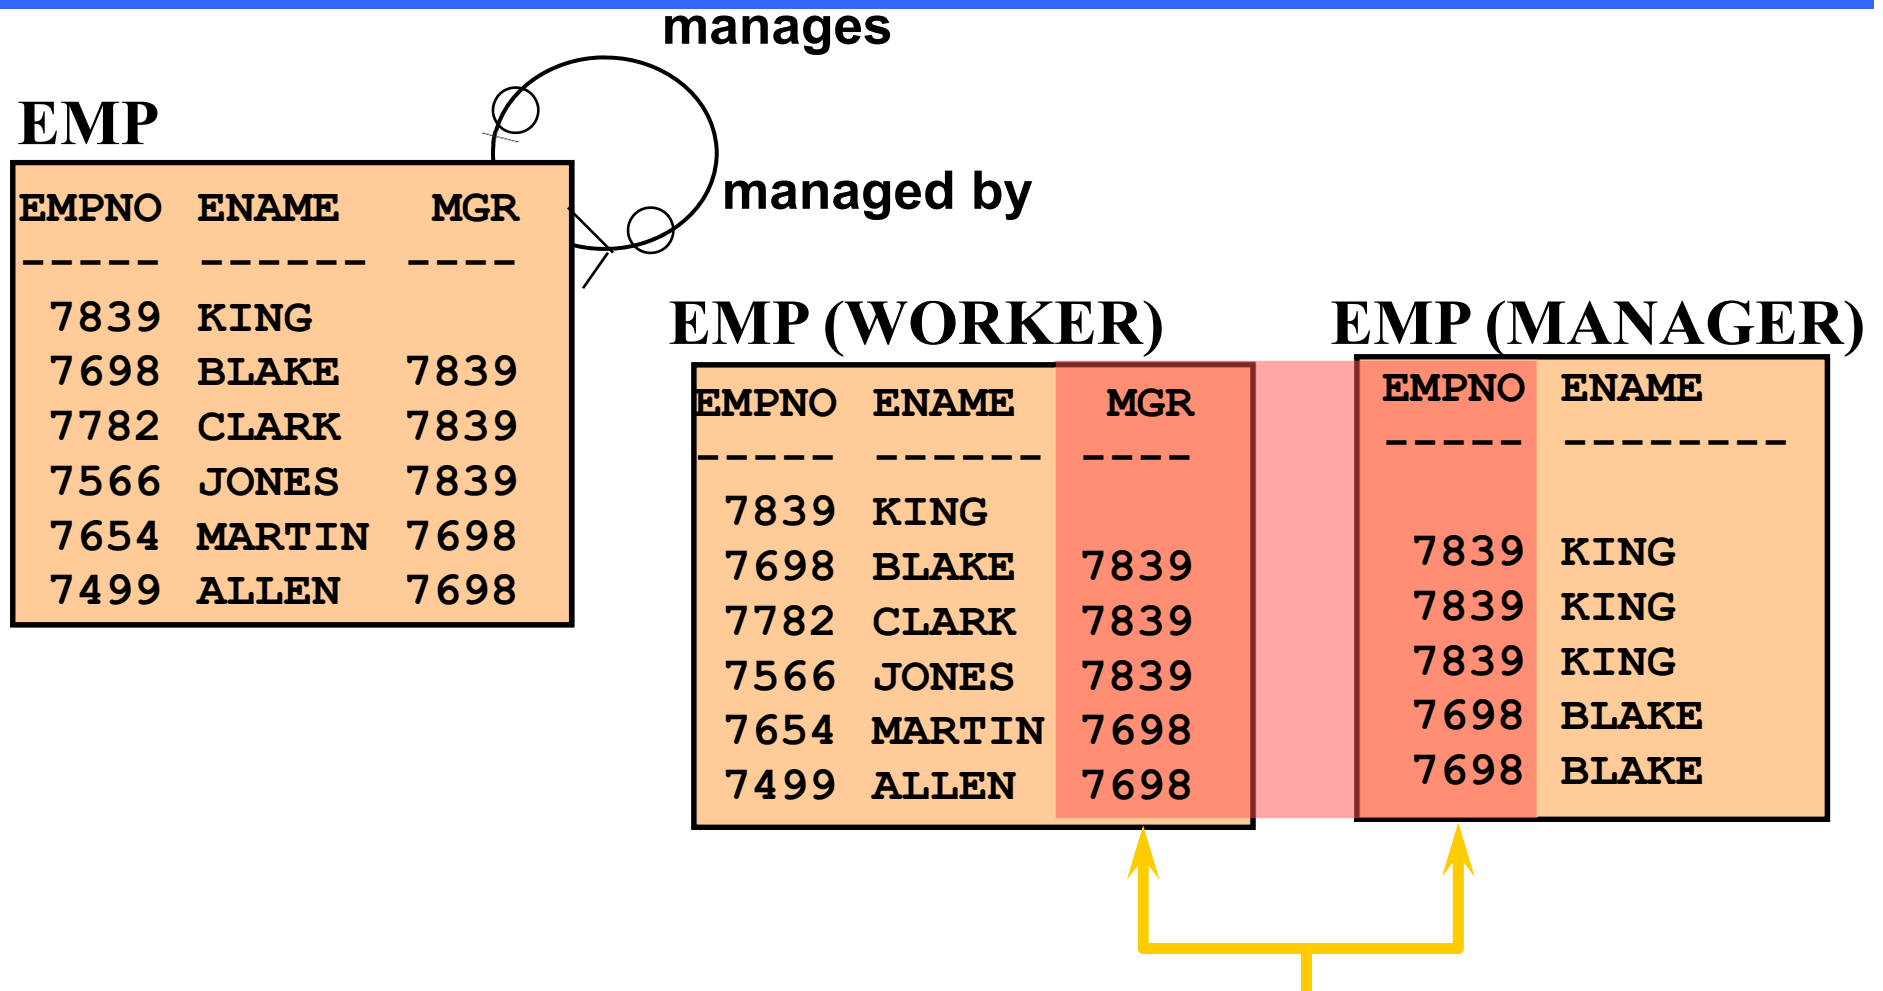 manages
EMP
managed by
EMPNO ENAME MGR
----- ------ ----
7839 KING
7698 BLAKE 7839
7782 CLARK 7839
7566 JONES 7839
7654 MARTIN 7698
7499 ALLEN 7698
EMP (WORKER)
EMPNO ENAME MGR
----- ------ ----
7839 KING
7698 BLAKE 7839
7782 CLARK 7839
7566 JONES 7839
7654 MARTIN 7698
7499 ALLEN 7698
EMP (MANAGER)
EMPNO ENAME
----- --------
7839 KING
7839 KING
7839 KING
7698 BLAKE
7698 BLAKE